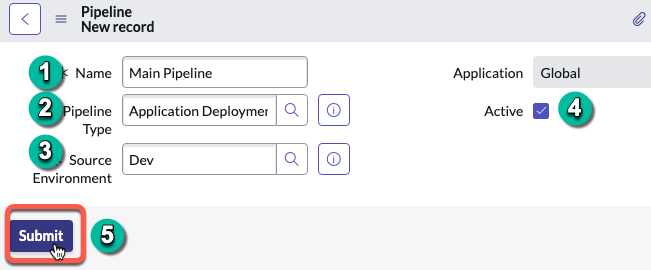 Pipeline
New record
1 Name Main Pipeline Application Global
2 Pipeline Type Application Deploymen Active 4
3 Source Environment Dev
Submit 5